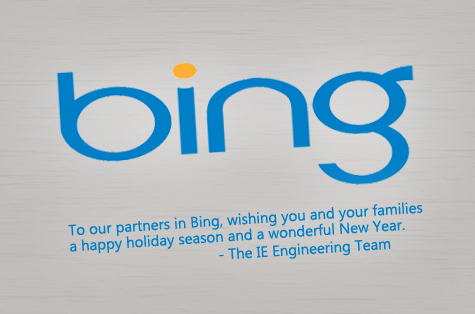 bing
To our partners in Bing, wishing you and your families
a happy holiday season and a wonderful New Year.
- The IE Engineering Team